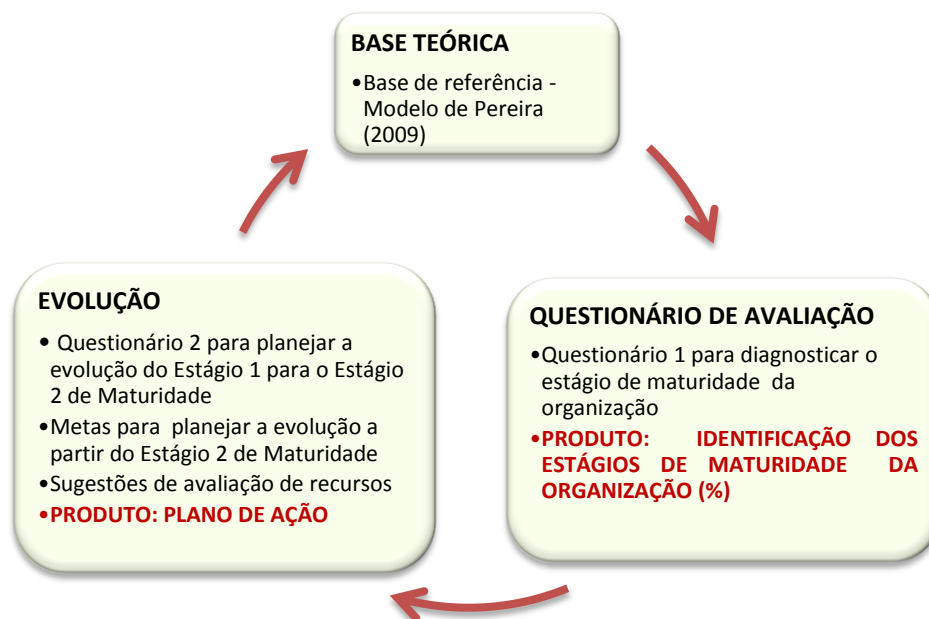 BASE TEÓRICA
•Base de referência -
Modelo de Pereira
(2009)
EVOLUÇÃO
• Questionário 2 para planejar a
evolução do Estágio 1 para o Estágio
2 de Maturidade
•Metas para planejar a evolução a
partir do Estágio 2 de Maturidade
•Sugestões de avaliação de recursos
•PRODUTO: PLANO DE AÇÃO
QUESTIONÁRIO DE AVALIAÇÃO
•Questionário 1 para diagnosticar o
estágio de maturidade da
organização
•PRODUTO: IDENTIFICAÇÃO DOS
ESTÁGIOS DE MATURIDADE DA
ORGANIZAÇÃO (%)